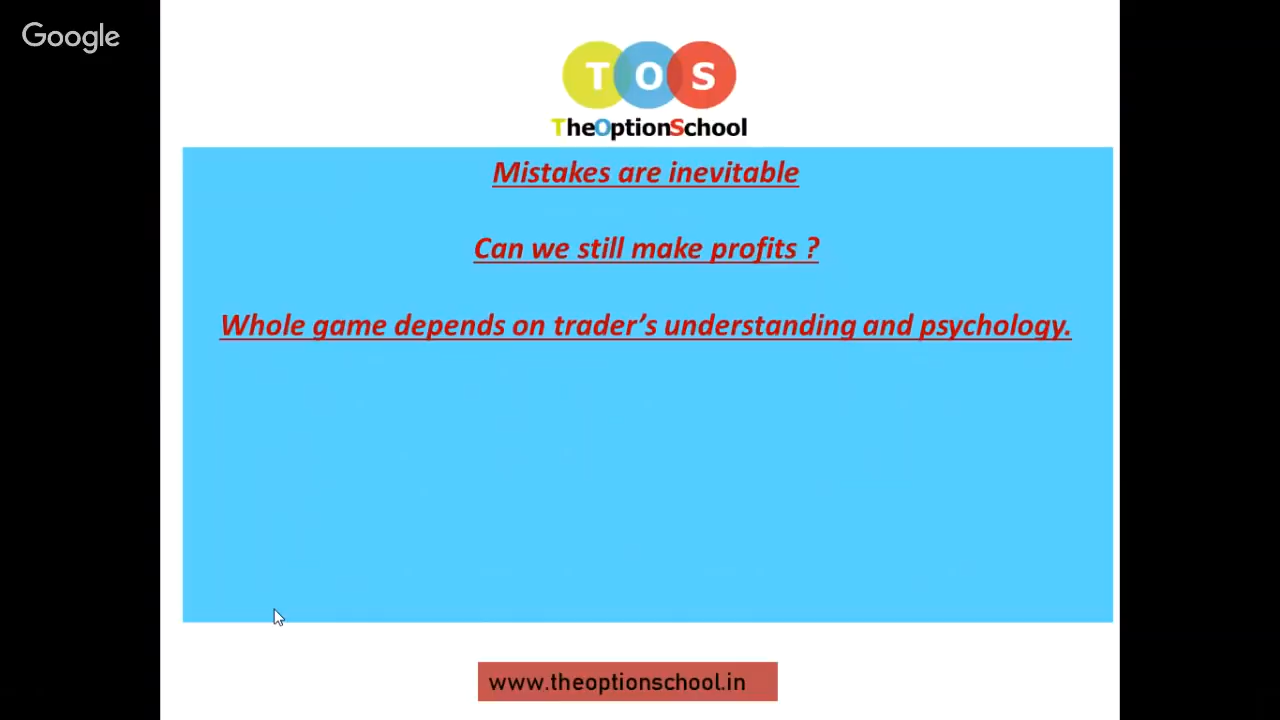 Google
T O S
TheOptionSchool
Mistakes are inevitable
Can we still make profits ?
Whole game depends on trader’s understanding and psychology.
www.theoptionschool.in